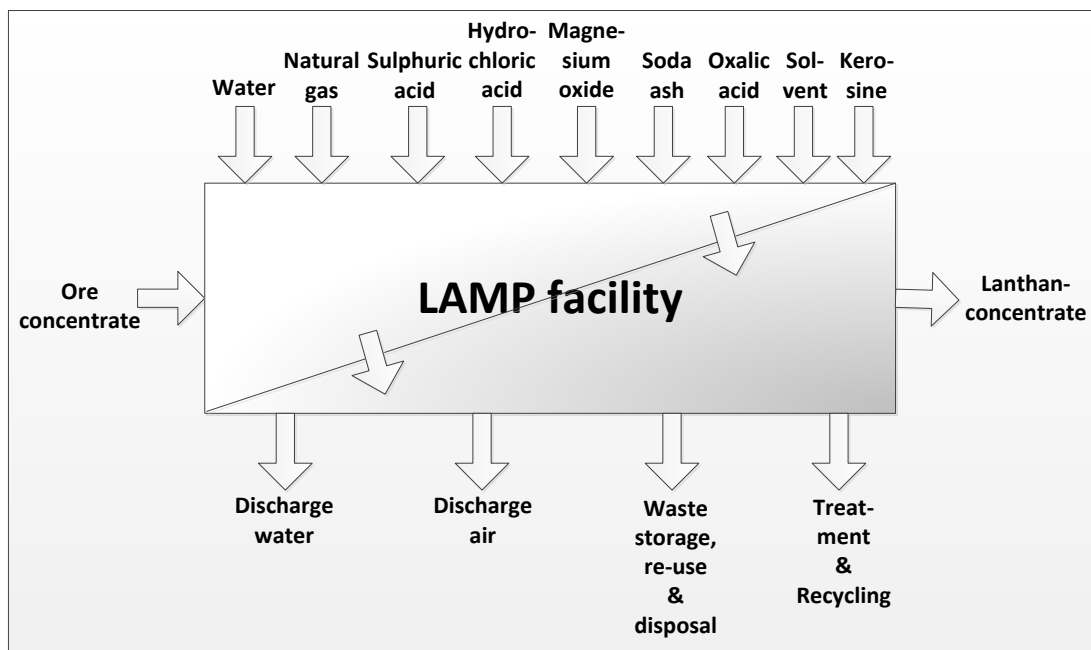 Water
Natural
gas
Sulphuric
acid
Hydro-
chloric
acid
Magne-
sium
oxide
Soda
ash
Oxalic
acid
Sol-
vent
Kero-
sine
Ore
concentrate
LAMP facility
Lanthan-
concentrate
Discharge
water
Discharge
air
Waste
storage,
re-use
&
disposal
Treat-
ment
&
Recycling